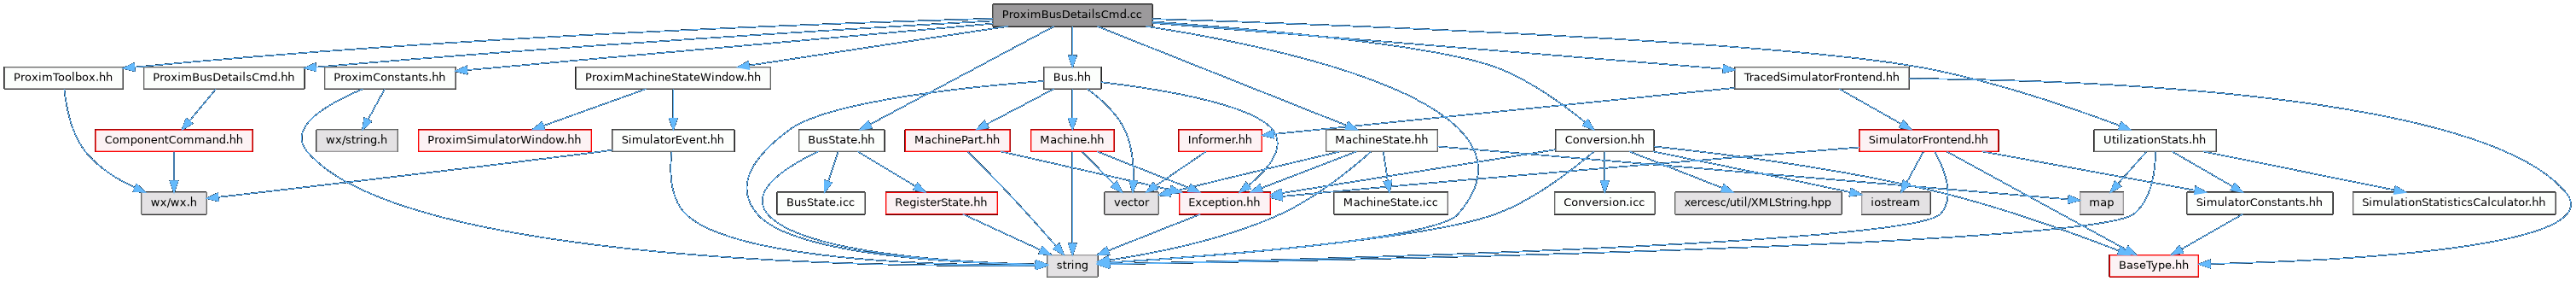 ProximBusDetailsCmd.cc
ProximToolbox.hh
ProximBusDetailsCmd.hh
ProximConstants.hh
ProximMachineStateWindow.hh
Bus.hh
TracedSimulatorFrontend.hh
ComponentCommand.hh
wx/string.h
ProximSimulatorWindow.hh
SimulatorEvent.hh
BusState.hh
MachinePart.hh
Machine.hh
Informer.hh
MachineState.hh
Conversion.hh
SimulatorFrontend.hh
UtilizationStats.hh
wx/wx.h
BusState.icc
RegisterState.hh
vector
Exception.hh
MachineState.icc
Conversion.icc
xercesc/util/XMLString.hpp
iostream
map
SimulatorConstants.hh
SimulationStatisticsCalculator.hh
string
BaseType.hh